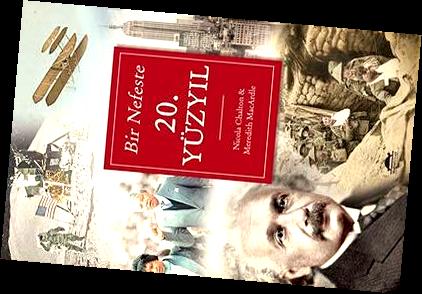 Bir Nefeste
20.
YÜZYIL
Nicola Chalton &
Meredith MacArdle